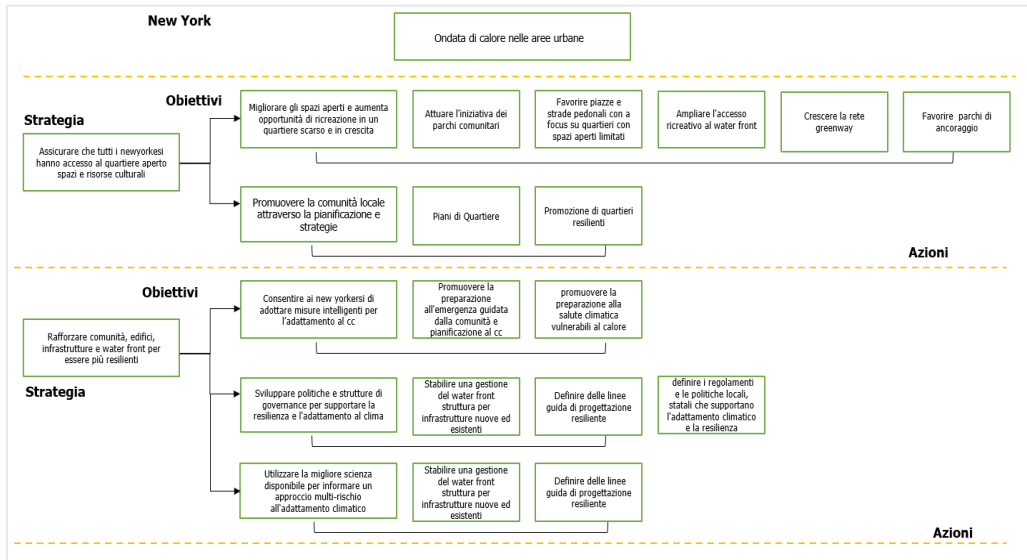 New York
Ondata di calore nelle aree urbane
Obiettivi
Strategia
Assicurare che tutti i newyorkesi
hanno accesso al quartiere aperto
spazi e risorse culturali
Migliorare gli spazi aperti e aumenta
opportunità di ricreazione in un
quartiere scarso e in crescita
Attuare l'iniziativa dei
parchi comunitari
Favorire piazze e
strade pedonali con a
focus su quartieri con
spazi aperti limitati
Ampliare l'accesso
ricreativo al water front
Crescere la rete
greenway
Favorire parchi di
ancoraggio
Promuovere la comunità locale
attraverso la pianificazione e
strategie
Piani di Quartiere
Promozione di quartieri
resilienti
Azioni
Obiettivi
Rafforzare comunità, edifici,
infrastrutture e water front per
essere più resilienti
Strategia
Consentire ai new yorkersi di
adottare misure intelligenti per
l'adattamento al cc
Promuovere la
preparazione
all'emergenza guidata
dalla comunità e
pianificazione al cc
promuovere la
preparazione alla
salute climatica
vulnerabili al calore
Sviluppare politiche e strutture di
governance per supportare la
resilienza e l'adattamento al clima
Stabilire una gestione
del water front
struttura per
infrastrutture nuove ed
esistenti
Definire delle linee
guida di progettazione
resiliente
definire i regolamenti
e le politiche locali,
statali che supportano
l'adattamento climatico
e la resilienza
Utilizzare la migliore scienza
disponibile per informare un
approccio multi-rischio
all'adattamento climatico
Stabilire una gestione
del water front
struttura per
infrastrutture nuove ed
esistenti
Definire delle linee
guida di progettazione
resiliente
Azioni